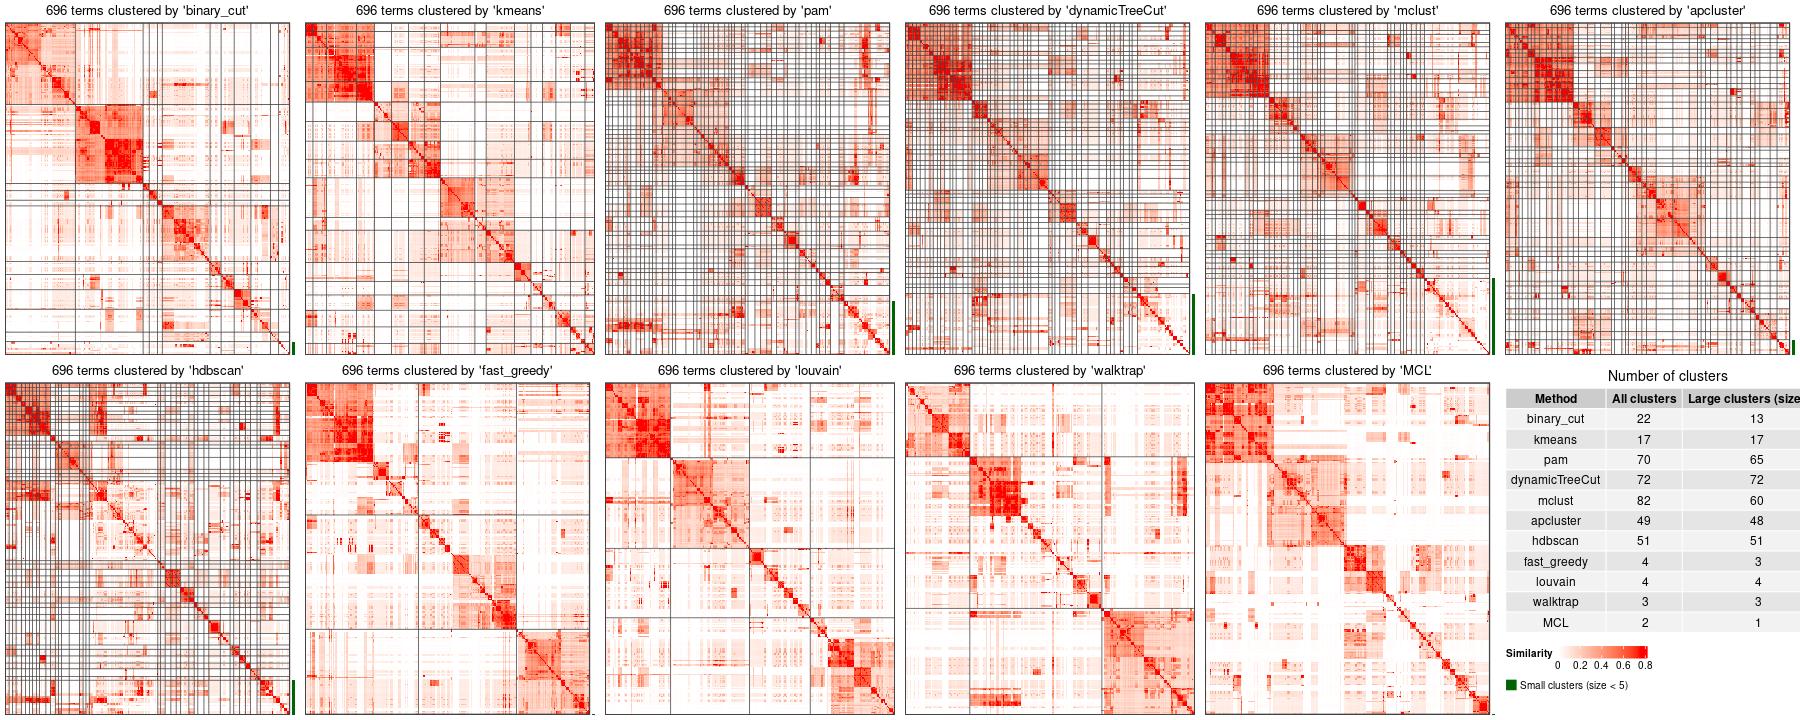 696 terms clustered by 'binary_cut'
696 terms clustered by 'kmeans'
696 terms clustered by 'pam'
696 terms clustered by 'dynamicTreeCut'
696 terms clustered by 'mclust'
696 terms clustered by 'apcluster'
696 terms clustered by 'hdbscan'
696 terms clustered by 'fast_greedy'
696 terms clustered by 'louvain'
696 terms clustered by 'walktrap'
696 terms clustered by 'MCL'
Number of clusters
Method All clusters Large clusters (size
binary_cut 22 13
kmeans 17 17
pam 70 65
dynamicTreeCut 72 72
mclust 82 60
apcluster 49 48
hdbscan 51 51
fast_greedy 4 3
louvain 4 4
walktrap 3 3
MCL 2 1
Similarity
0 0.2 0.4 0.6 0.8
Small clusters (size < 5)